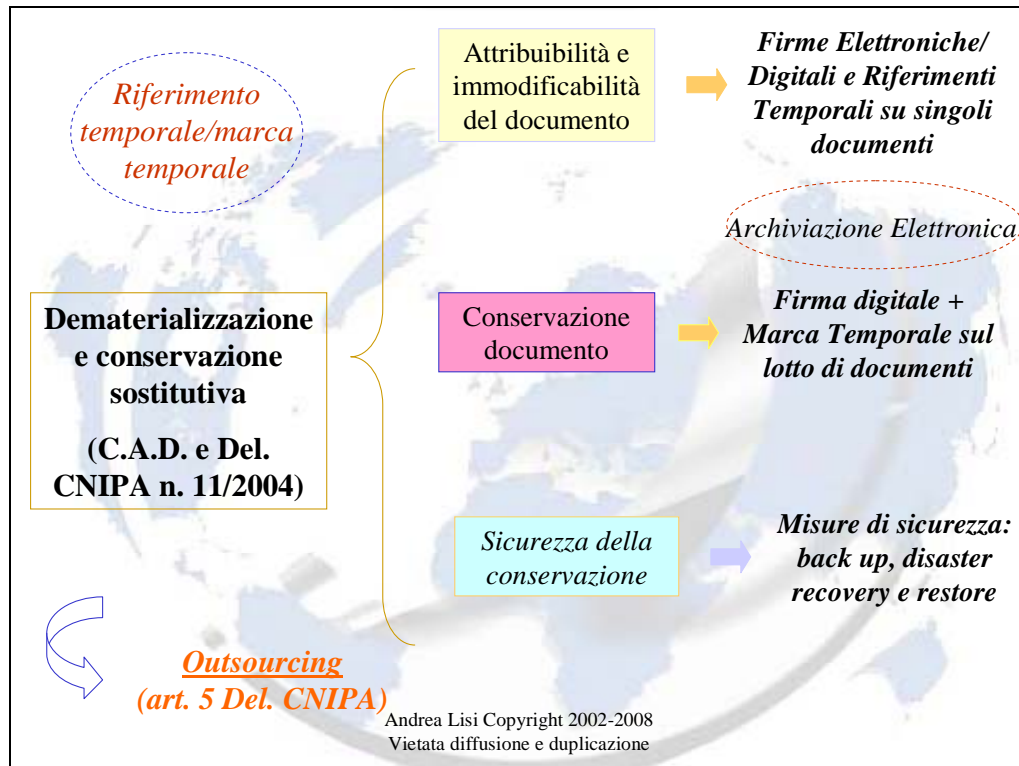 Riferimento
temporale/marca
temporale
Attribuibilità e
immodificabilità
del documento
Firme Elettroniche/
Digitali e Riferimenti
Temporali su singoli
documenti
Archiviazione Elettronica
Dematerializzazione
e conservazione
sostitutiva
(C.A.D. e Del.
CNIPA n. 11/2004)
Conservazione
documento
Firma digitale +
Marca Temporale sul
lotto di documenti
Sicurezza della
conservazione
Misure di sicurezza:
back up, disaster
recovery e restore
Outsourcing
(art. 5 Del. CNIPA)
Andrea Lisi Copyright 2002-2008
Vietata diffusione e duplicazione